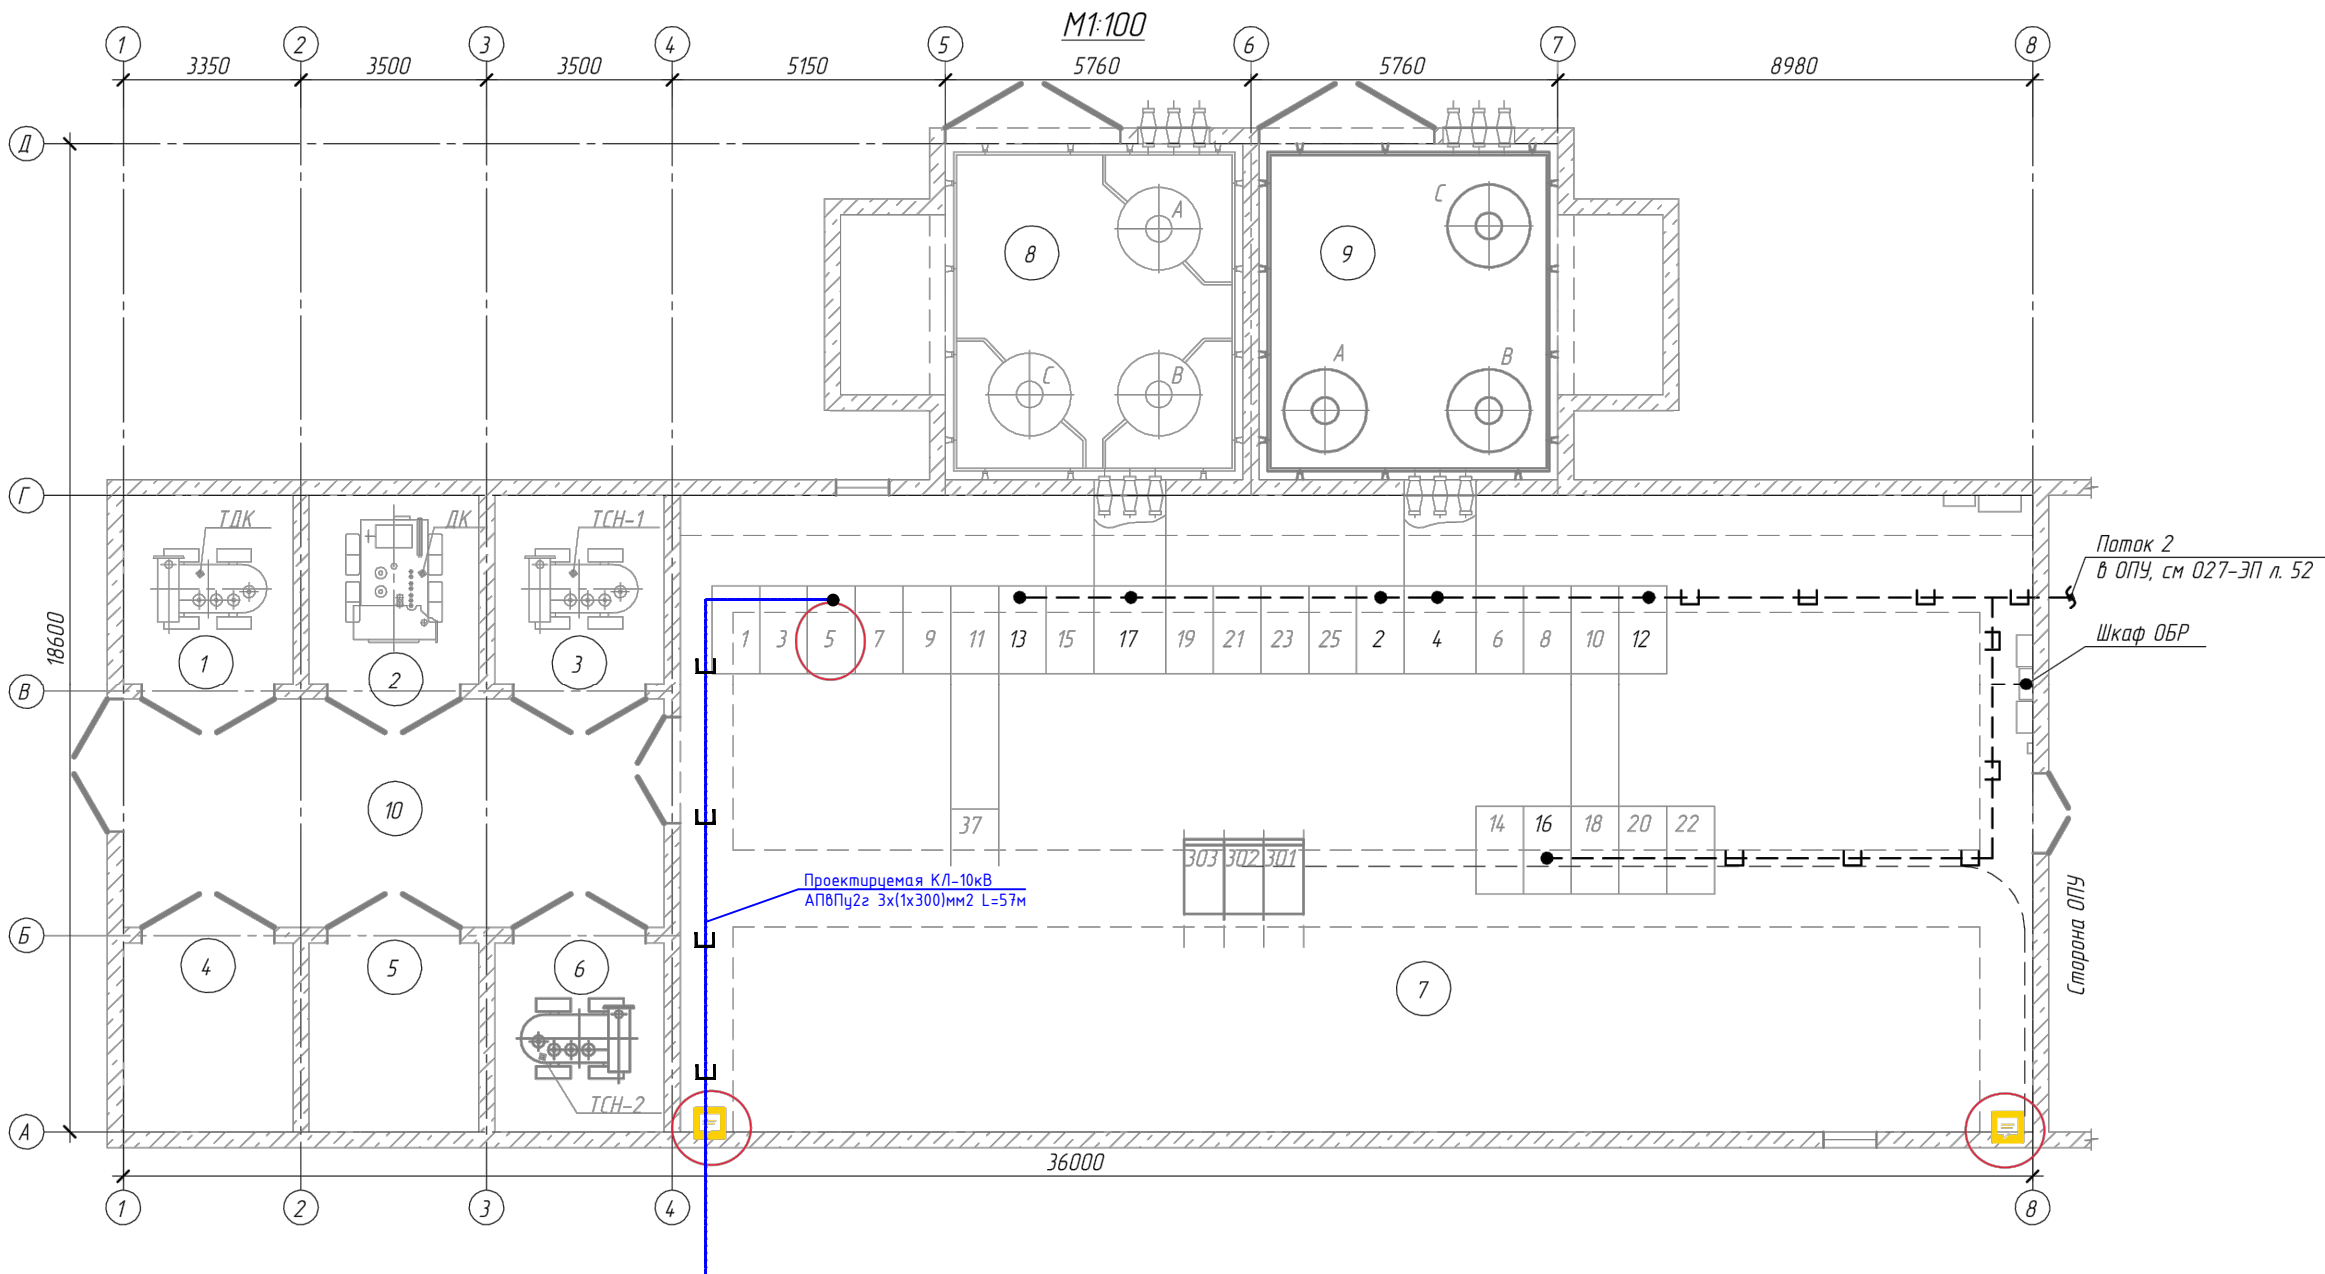 М1:100
1 2 3 4 5 6 7 8
3350 3500 3500 5150 5760 5760 8980
Д
Г
В
Б
А
18600
8
A
C
B
9
C
A
B
ТДК
ДК
ТСН-1
1
2
3
Поток 2
в ОПУ, см 027-ЭП л. 52
Шкаф ОБР
1 3 5 7 9 11 13 15 17 19 21 23 25 2 4 6 8 10 12
10
37
14 16 18 20 22
303 302 301
Проектируемая КЛ-10кВ
АПвПу2г 3х(1х300)мм2 L=57м
Сторона ОПУ
4
5
6
7
ТСН-2
36000
1 2 3 4 8